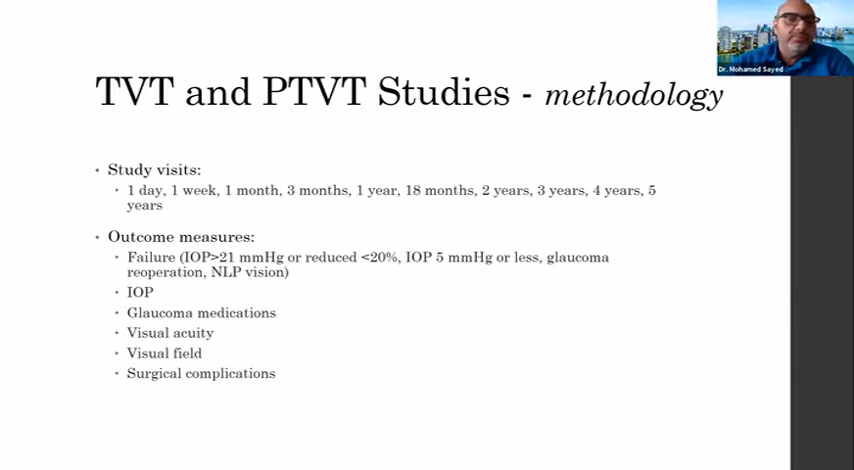 Dr. Mohamed Sayed
TVT and PTVT Studies - methodology
• Study visits:
• 1 day, 1 week, 1 month, 3 months, 1 year, 18 months, 2 years, 3 years, 4 years, 5
years
• Outcome measures:
• Failure (IOP>21 mmHg or reduced <20%, IOP 5 mmHg or less, glaucoma
reoperation, NLP vision)
• IOP
• Glaucoma medications
• Visual acuity
• Visual field
• Surgical complications